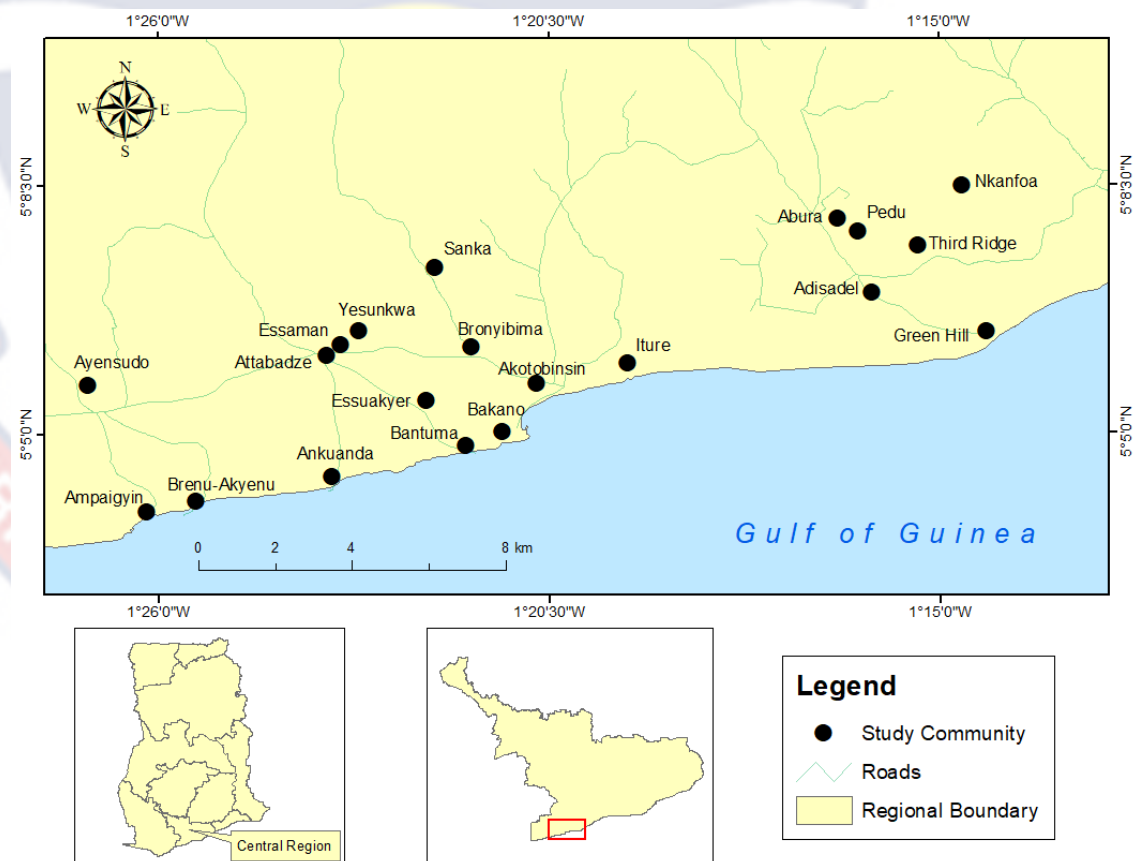 1°26'0"W
1°20'30"W
1°15'0"W
N
W
E
S
5°8'30"N
5°8'30"N
Nkanfoa
Abura
Pedu
Third Ridge
Sanka
Adisadel
Yesunkwa
Essaman
Bronyibima
Green Hill
Attabadze
Iture
Ayensudo
Akotobinsin
Essuakyer
Bakano
Bantuma
5°5'0"N
5°5'0"N
Ankuanda
Brenu-Akyenu
Ampaigyin
Gulf of Guinea
0 2 4 8 km
1°26'0"W
1°20'30"W
1°15'0"W
Central Region
Legend
Study Community
Roads
Regional Boundary